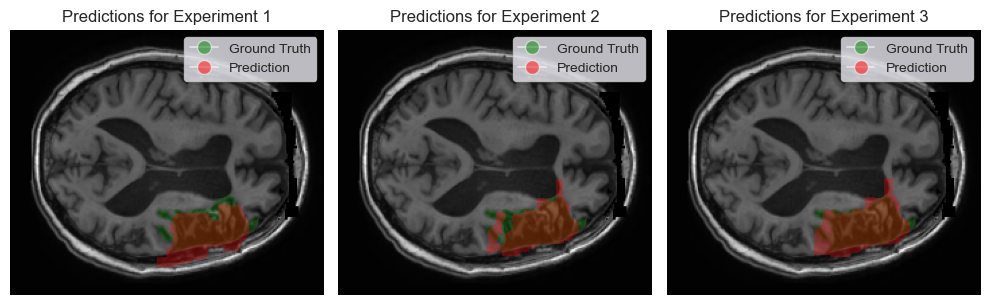 Predictions for Experiment 1
Ground Truth
Prediction
Predictions for Experiment 2
Ground Truth
Prediction
Predictions for Experiment 3
Ground Truth
Prediction